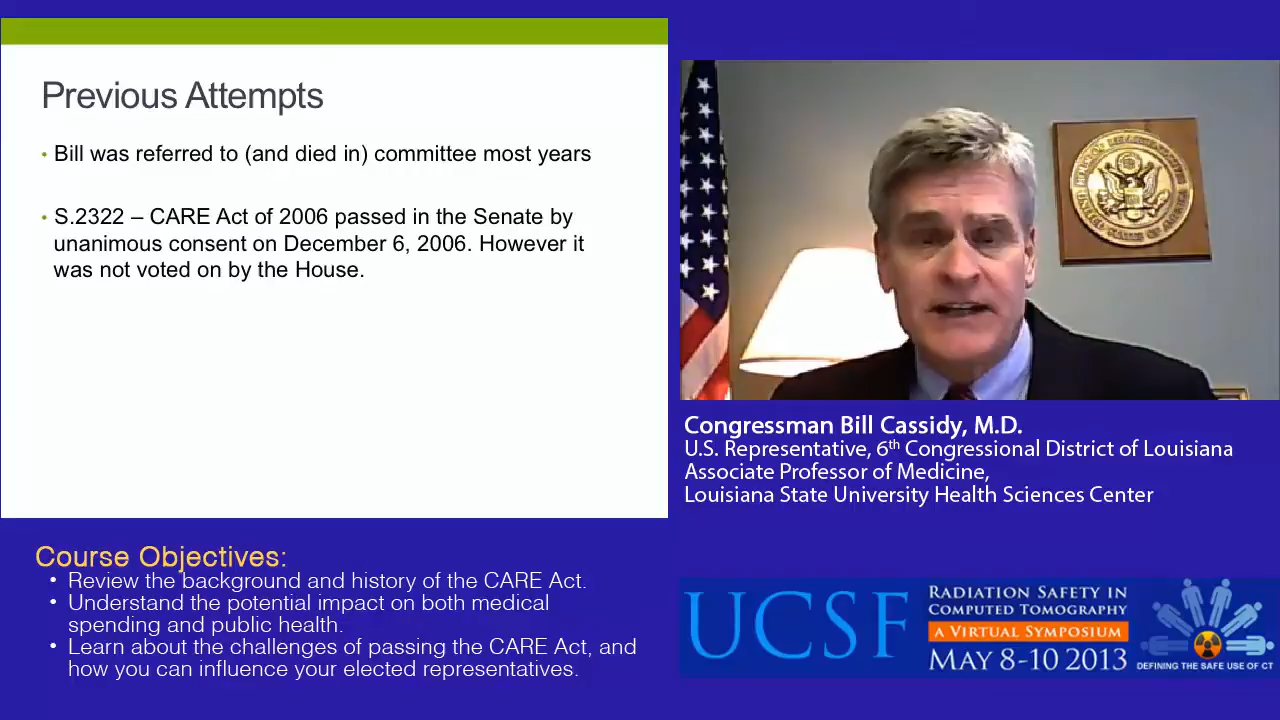 Previous Attempts
• Bill was referred to (and died in) committee most years
• S.2322 – CARE Act of 2006 passed in the Senate by
unanimous consent on December 6, 2006. However it
was not voted on by the House.
Congressman Bill Cassidy, M.D.
U.S. Representative, 6th Congressional District of Louisiana
Associate Professor of Medicine,
Louisiana State University Health Sciences Center
Course Objectives:
• Review the background and history of the CARE Act.
• Understand the potential impact on both medical
spending and public health.
• Learn about the challenges of passing the CARE Act, and
how you can influence your elected representatives.
UCSF
RADIATION SAFETY IN
COMPUTED TOMOGRAPHY
A VIRTUAL SYMPOSIUM
MAY 8-10 2013
DEFINING THE SAFE USE OF CT